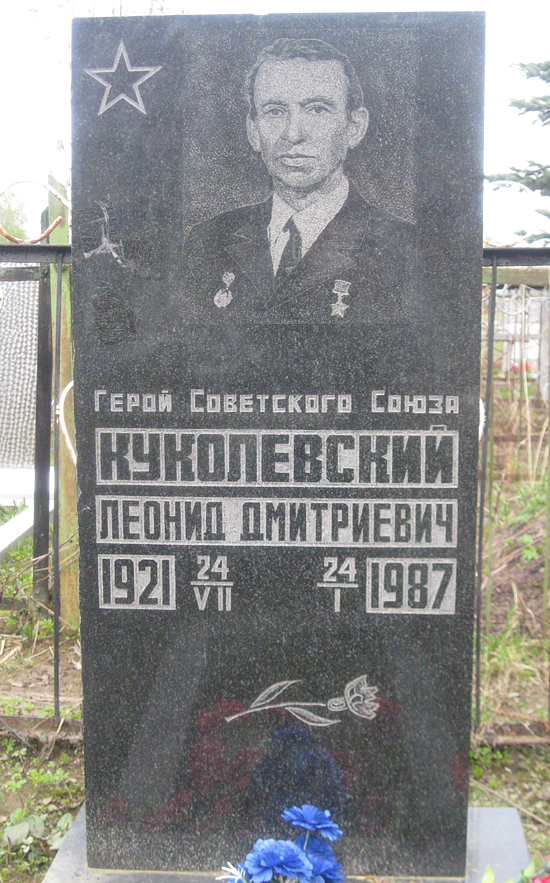 Герой Советского Союза
КУКОЛЕВСКИЙ
ЛЕОНИД ДМИТРИЕВИЧ
1921 24/VII 24/I 1987